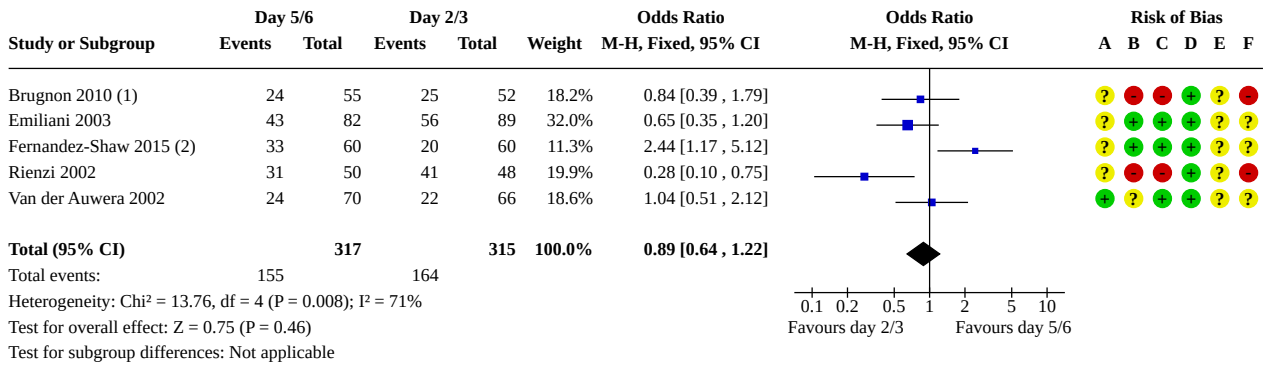 Day 5/6 Day 2/3 Odds Ratio Odds Ratio Risk of Bias
Study or Subgroup Events Total Events Total Weight M-H, Fixed, 95% CI M-H, Fixed, 95% CI A B C D E F
Brugnon 2010 (1) 24 55 25 52 18.2% 0.84 [0.39 , 1.79] ? - - + ? -
Emiliani 2003 43 82 56 89 32.0% 0.65 [0.35 , 1.20] ? + + + ? ?
Fernandez-Shaw 2015 (2) 33 60 20 60 11.3% 2.44 [1.17 , 5.12] ? + + + ? ?
Rienzi 2002 31 50 41 48 19.9% 0.28 [0.10 , 0.75] ? - - + ? -
Van der Auwera 2002 24 70 22 66 18.6% 1.04 [0.51 , 2.12] + ? + + ? ?
Total (95% CI) 317 315 100.0% 0.89 [0.64 , 1.22]
Total events: 155 164
Heterogeneity: Chi² = 13.76, df = 4 (P = 0.008); I² = 71%
0.1 0.2 0.5 1 2 5 10
Test for overall effect: Z = 0.75 (P = 0.46) Favours day 2/3 Favours day 5/6
Test for subgroup differences: Not applicable